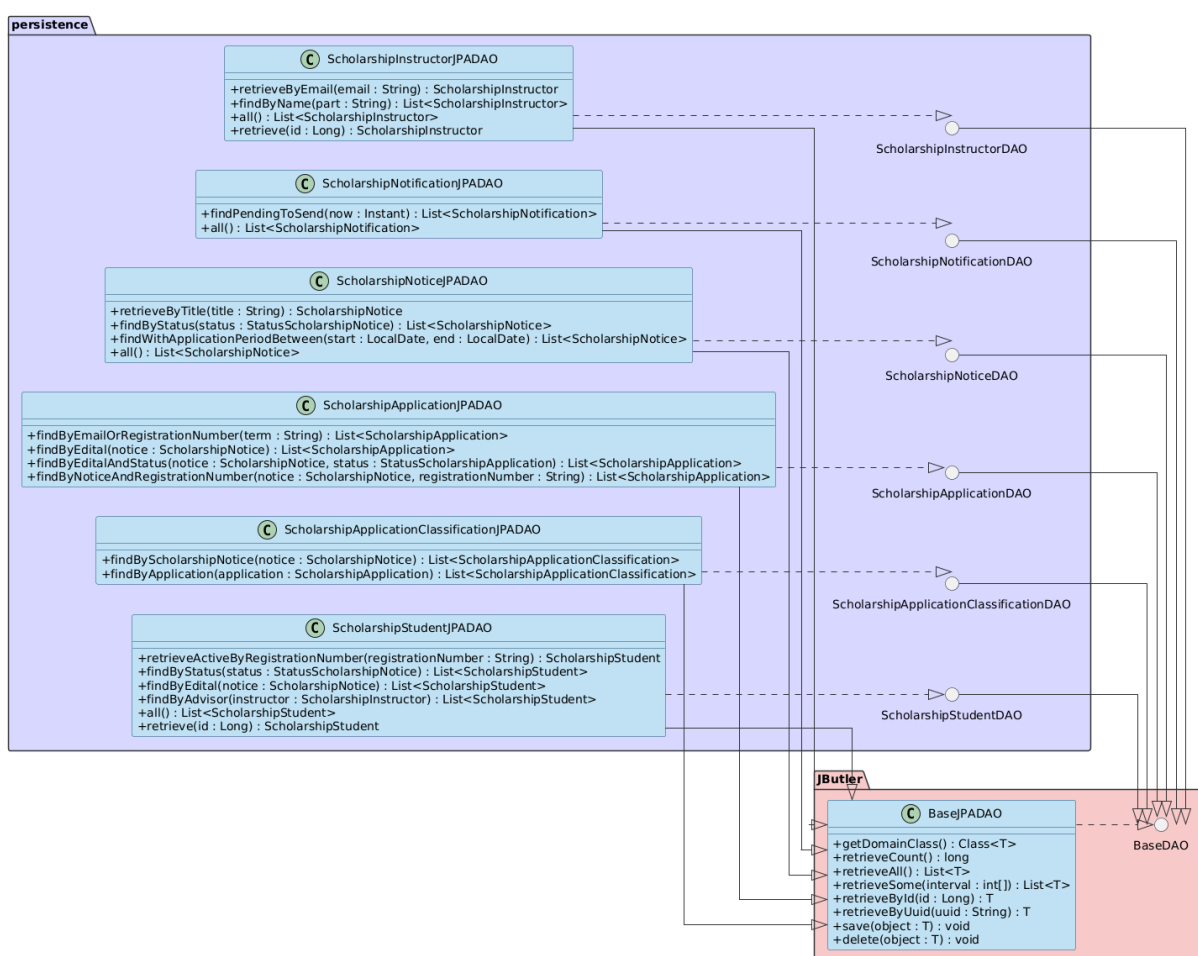 persistence
C ScholarshipInstructorJPADAO
+retrieveByEmail(email : String) : ScholarshipInstructor
+findByName(part : String) : List<ScholarshipInstructor>
+all() : List<ScholarshipInstructor>
+retrieve(id : Long) : ScholarshipInstructor
ScholarshipInstructorDAO
C ScholarshipNotificationJPADAO
+findPendingToSend(now : Instant) : List<ScholarshipNotification>
+all() : List<ScholarshipNotification>
ScholarshipNotificationDAO
C ScholarshipNoticeJPADAO
+retrieveByTitle(title : String) : ScholarshipNotice
+findByStatus(status : StatusScholarshipNotice) : List<ScholarshipNotice>
+findWithApplicationPeriodBetween(start : LocalDate, end : LocalDate) : List<ScholarshipNotice>
+all() : List<ScholarshipNotice>
ScholarshipNoticeDAO
C ScholarshipApplicationJPADAO
+findByEmailOrRegistrationNumber(term : String) : List<ScholarshipApplication>
+findByEdital(notice : ScholarshipNotice) : List<ScholarshipApplication>
+findByEditalAndStatus(notice : ScholarshipNotice, status : StatusScholarshipApplication) : List<ScholarshipApplication>
+findByNoticeAndRegistrationNumber(notice : ScholarshipNotice, registrationNumber : String) : List<ScholarshipApplication>
ScholarshipApplicationDAO
C ScholarshipApplicationClassificationJPADAO
+findByScholarshipNotice(notice : ScholarshipNotice) : List<ScholarshipApplicationClassification>
+findByApplication(application : ScholarshipApplication) : List<ScholarshipApplicationClassification>
ScholarshipApplicationClassificationDAO
C ScholarshipStudentJPADAO
+retrieveActiveByRegistrationNumber(registrationNumber : String) : ScholarshipStudent
+findByStatus(status : StatusScholarshipNotice) : List<ScholarshipStudent>
+findByEdital(notice : ScholarshipNotice) : List<ScholarshipStudent>
+findByAdvisor(instructor : ScholarshipInstructor) : List<ScholarshipStudent>
+all() : List<ScholarshipStudent>
+retrieve(id : Long) : ScholarshipStudent
ScholarshipStudentDAO
JButler
C BaseJPADAO
+getDomainClass() : Class<T>
+retrieveCount() : long
+retrieveAll() : List<T>
+retrieveSome(interval : int[]) : List<T>
+retrieveById(id : Long) : T
+retrieveByUuid(uuid : String) : T
+save(object : T) : void
+delete(object : T) : void
BaseDAO